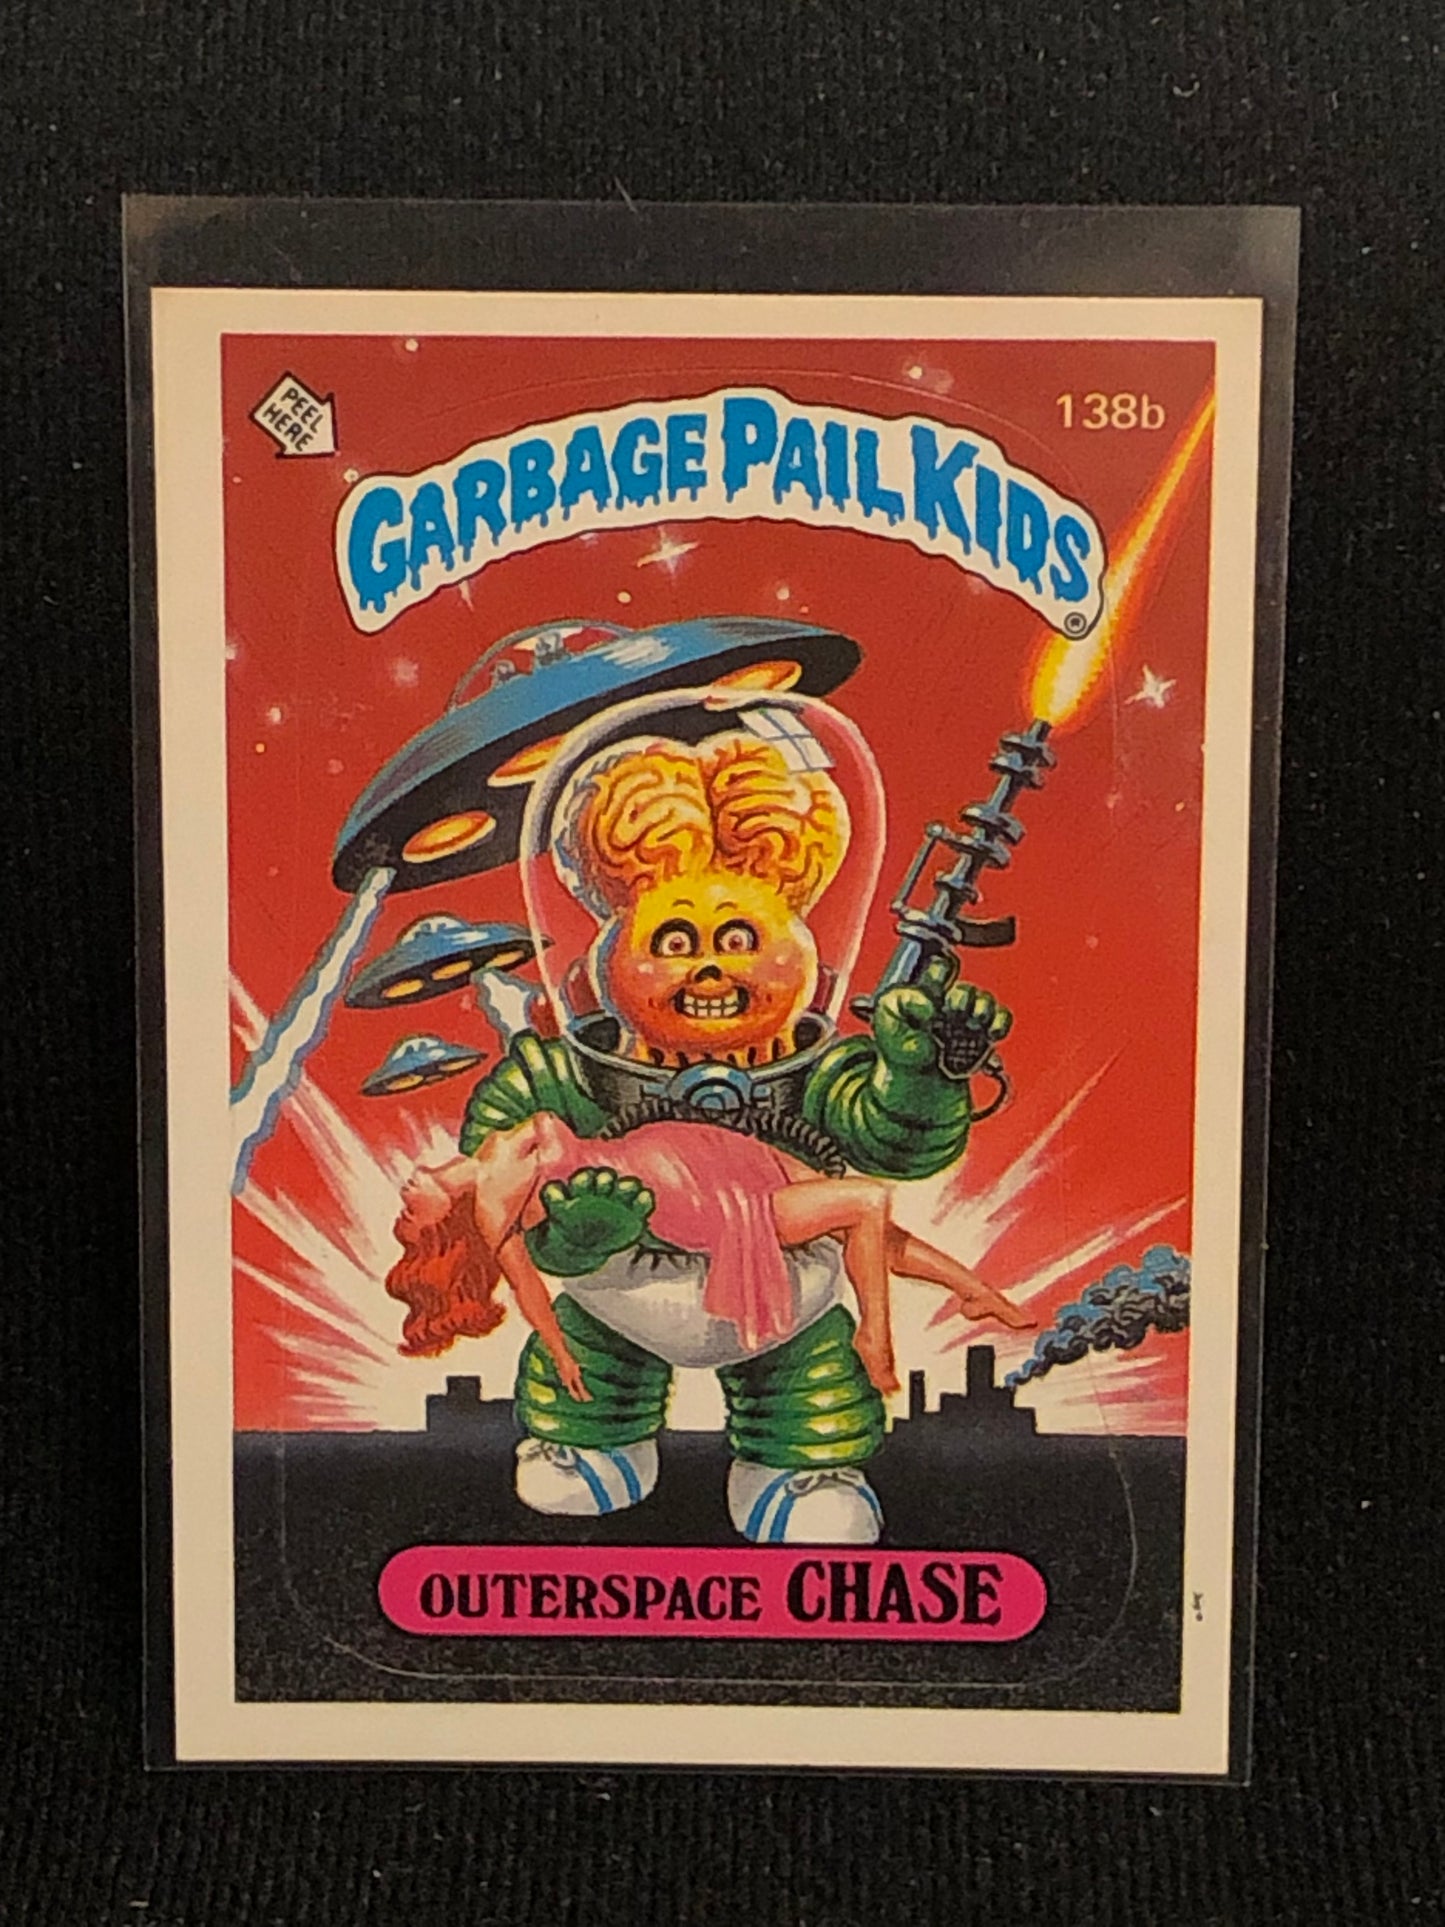 PEEL
HERE
138b
GARBAGE PAIL KIDS
®
OUTERSPACE CHASE